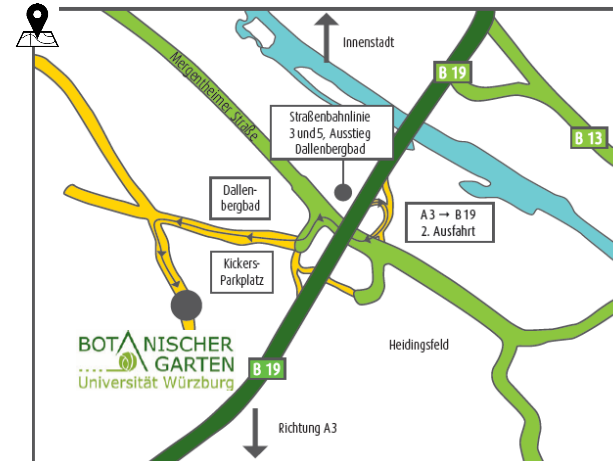 Innenstadt
B 19
Mergentheimer Straße
Straßenbahnlinie
3 und 5, Ausstieg
Dallenbergbad
B 13
Dallen-
bergbad
A 3 → B 19
2. Ausfahrt
Kickers-
Parkplatz
BOTANISCHER
GARTEN
Universität Würzburg
Heidingsfeld
B 19
Richtung A3